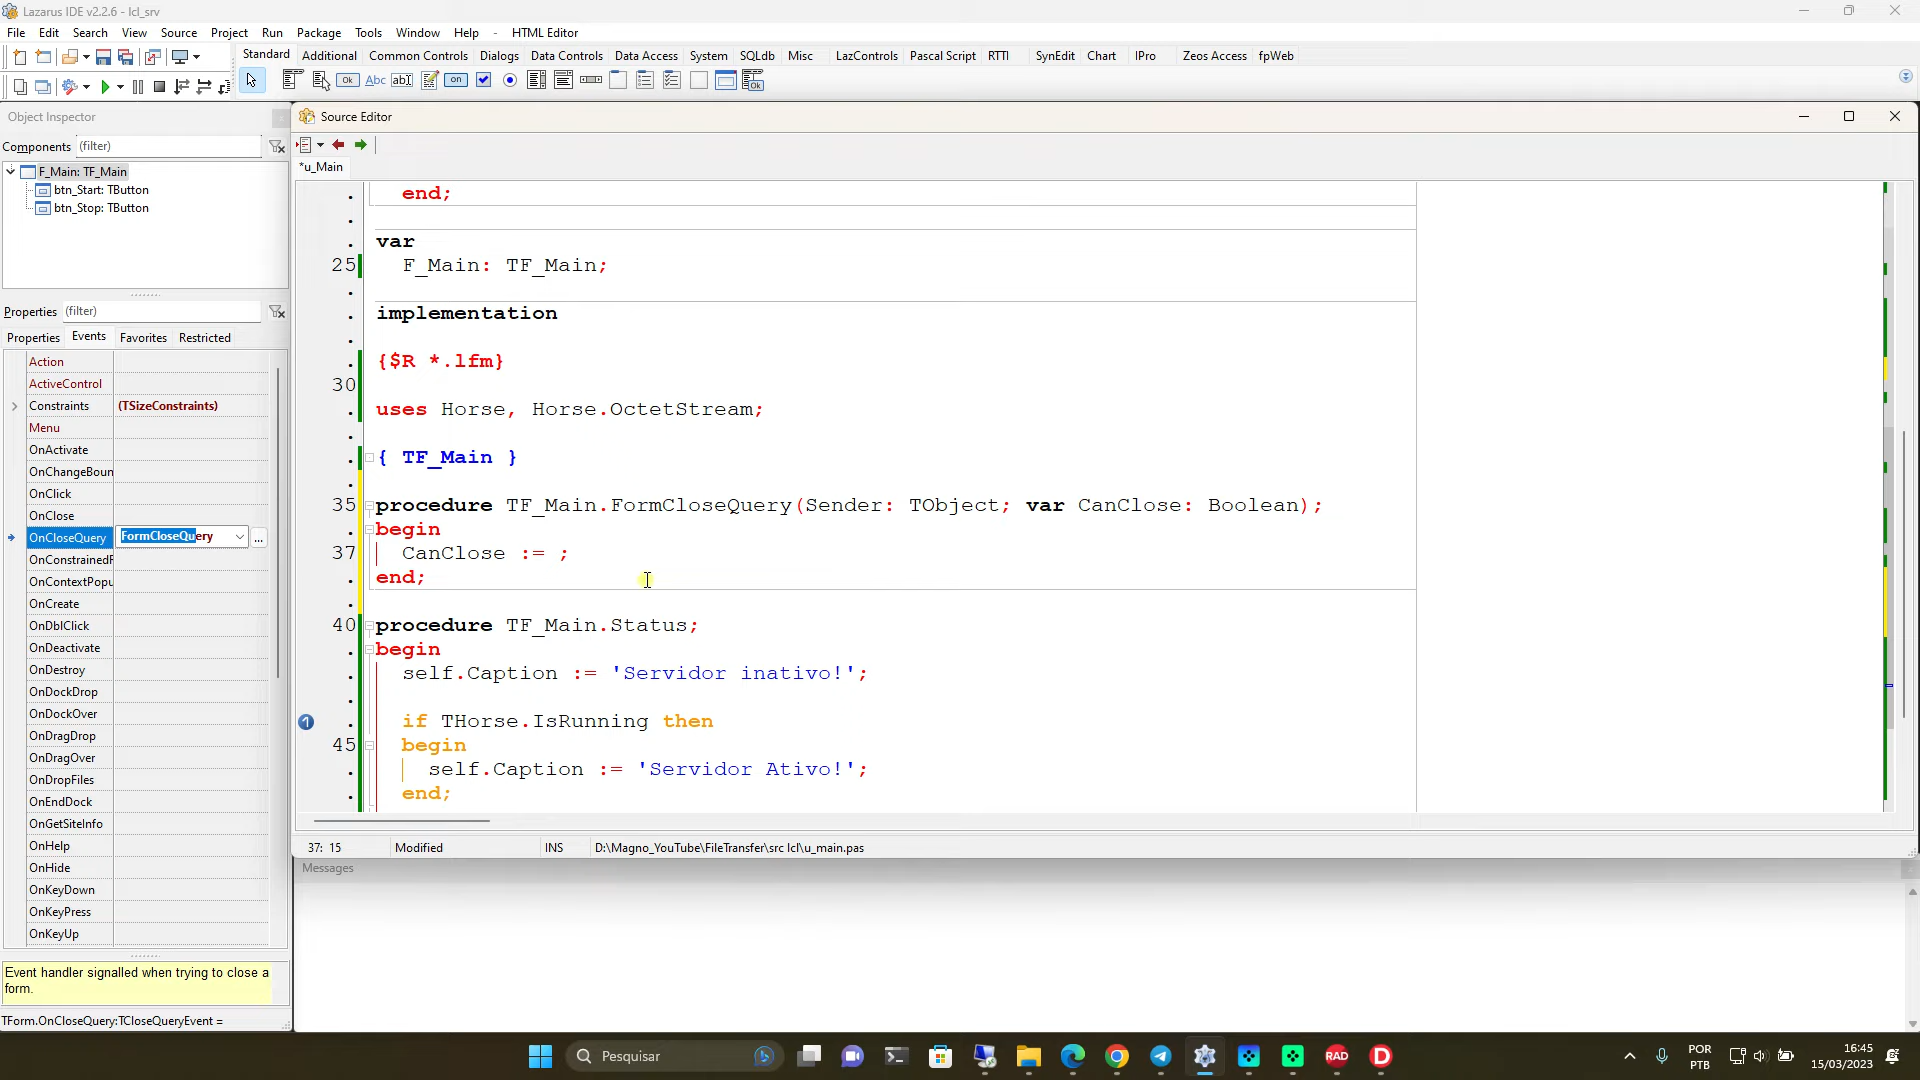 Lazarus IDE v2.2.6 - lcl_srv
File Edit Search View Source Project Run Package Tools Window Help - HTML Editor
Standard Additional Common Controls Dialogs Data Controls Data Access System SQLdb Misc LazControls Pascal Script RTTI SynEdit Chart IPro Zeos Access fpWeb
Ok Abc abI on Ok
Object Inspector
Components (filter)
F_Main: TF_Main
btn_Start: TButton
btn_Stop: TButton
Properties (filter)
Properties Events Favorites Restricted
Action
ActiveControl
Constraints (TSizeConstraints)
Menu
OnActivate
OnChangeBoun
OnClick
OnClose
OnCloseQuery FormCloseQuery ...
OnConstrainedR
OnContextPopu
OnCreate
OnDblClick
OnDeactivate
OnDestroy
OnDockDrop
OnDockOver
OnDragDrop
OnDragOver
OnDropFiles
OnEndDock
OnGetSiteInfo
OnHelp
OnHide
OnKeyDown
OnKeyPress
OnKeyUp
Event handler signalled when trying to close a
form.
TForm.OnCloseQuery:TCloseQueryEvent =
Source Editor
*u_Main
end;
var
25 F_Main: TF_Main;
implementation
{$R *.lfm}
30
uses Horse, Horse.OctetStream;
{ TF_Main }
35 procedure TF_Main.FormCloseQuery(Sender: TObject; var CanClose: Boolean);
begin
37 CanClose := ;
end;
40 procedure TF_Main.Status;
begin
self.Caption := 'Servidor inativo!';
1 if THorse.IsRunning then
45 begin
self.Caption := 'Servidor Ativo!';
end;
37: 15 Modified INS D:\Magno_YouTube\FileTransfer\src lcl\u_main.pas
Messages
Pesquisar
RAD
D
POR
PTB
16:45
15/03/2023